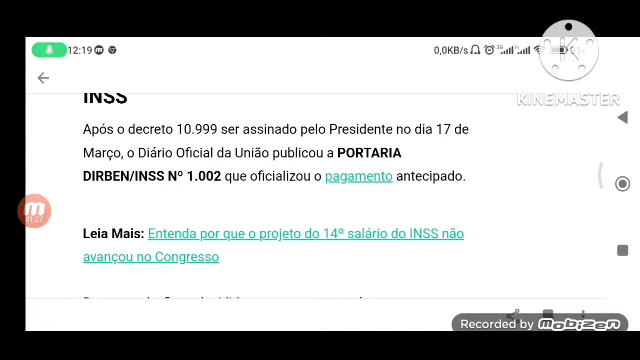 12:19
0,0KB/s
KINEMASTER
INSS
Após o decreto 10.999 ser assinado pelo Presidente no dia 17 de
Março, o Diário Oficial da União publicou a PORTARIA
DIRBEN/INSS Nº 1.002 que oficializou o pagamento antecipado.
01:27
Leia Mais: Entenda por que o projeto do 14º salário do INSS não
avançou no Congresso
Recorded by MOBIZEN